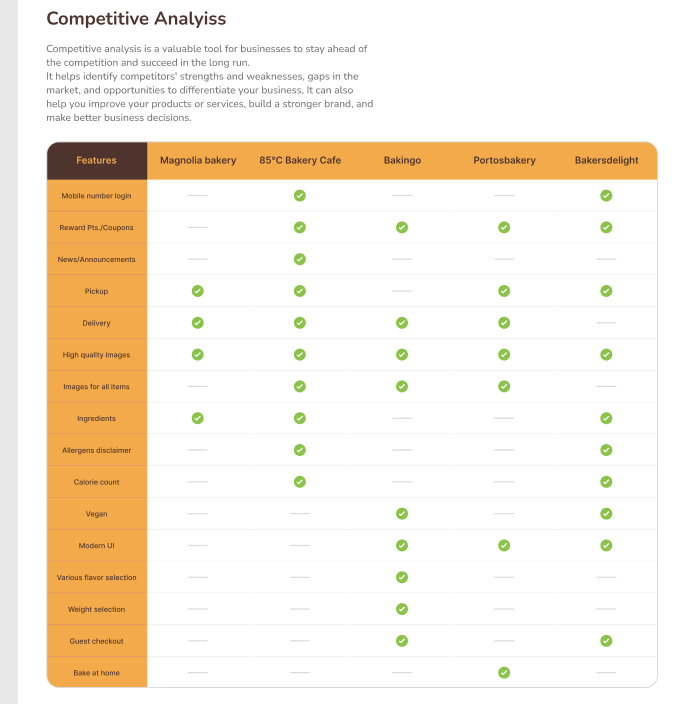 Competitive Analyiss
Competitive analysis is a valuable tool for businesses to stay ahead of
the competition and succeed in the long run.
It helps identify competitors' strengths and weaknesses, gaps in the
market, and opportunities to differentiate your business, It can also
help you improve your products or services, build a stronger brand, and
make better business decisions.
Features Magnolia bakery 85°C Bakery Cafe Bakingo Portosbakery Bakersdelight
Mobile number login
Reward Pts./Coupons
News/Announcements
Pickup
Delivery
High quality images
Images for all items
Ingredients
Allergens disclaimer
Calorie count
Vegan
Modern UI
Various flavor selection
Weight selection
Guest checkout
Bake at home